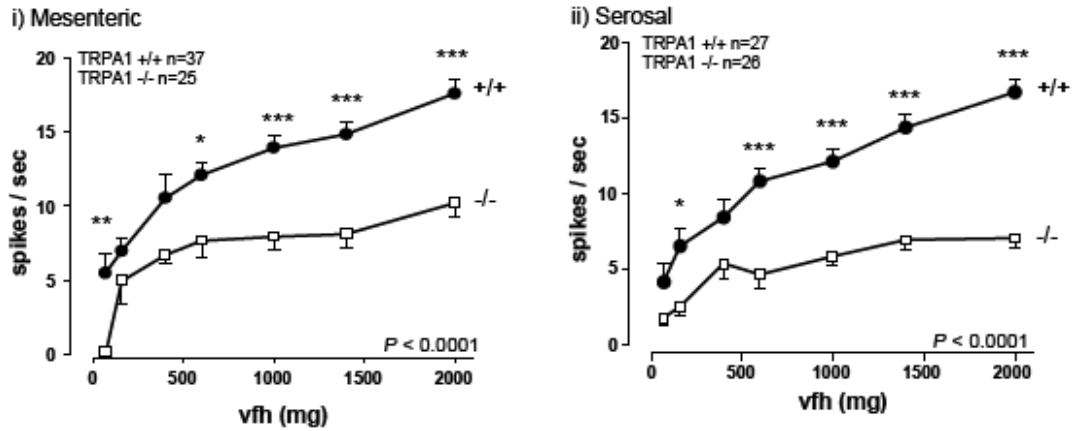 i) Mesenteric
TRPA1 +/+ n=37
TRPA1 -/- n=25
20
15
10
5
0
spikes / sec
**
*
***
***
***
+/+
-/-
P < 0.0001
0 500 1000 1500 2000
vfh (mg)
ii) Serosal
TRPA1 +/+ n=27
TRPA1 -/- n=26
20
15
10
5
0
spikes / sec
*
***
***
***
***
+/+
-/-
P < 0.0001
0 500 1000 1500 2000
vfh (mg)